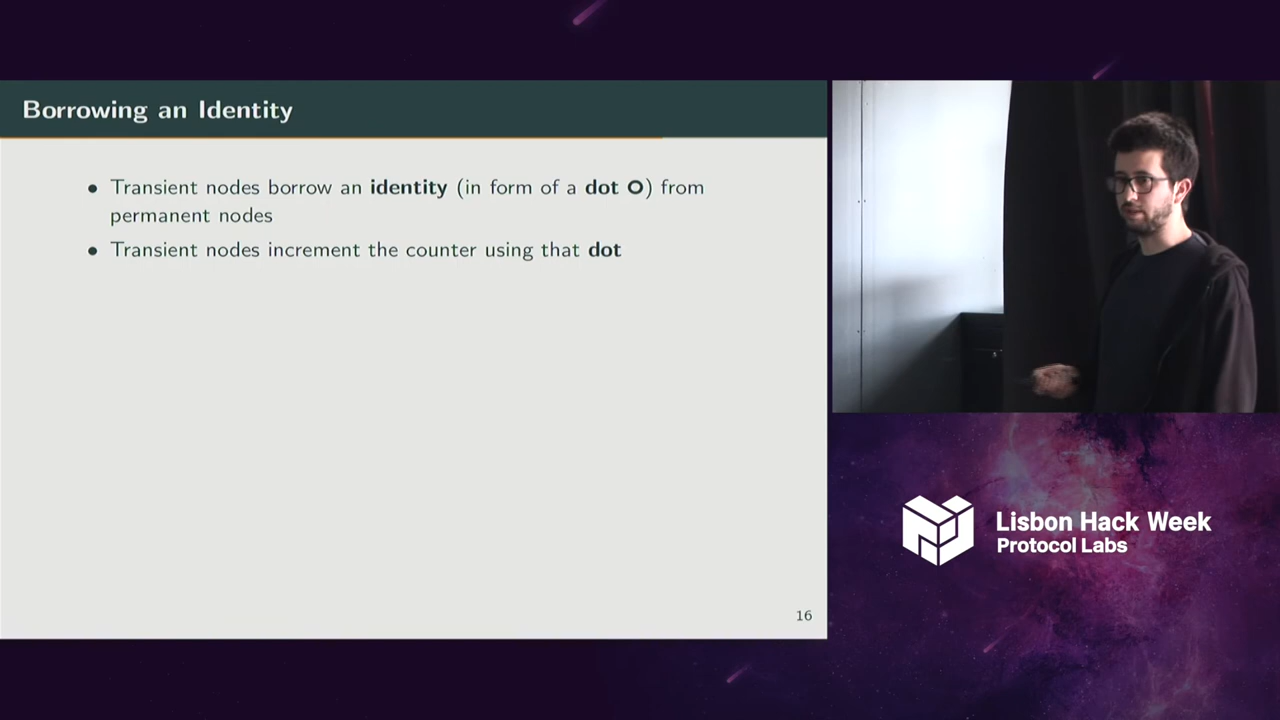 Borrowing an Identity
• Transient nodes borrow an identity (in form of a dot O) from
permanent nodes
• Transient nodes increment the counter using that dot
16
Lisbon Hack Week
Protocol Labs